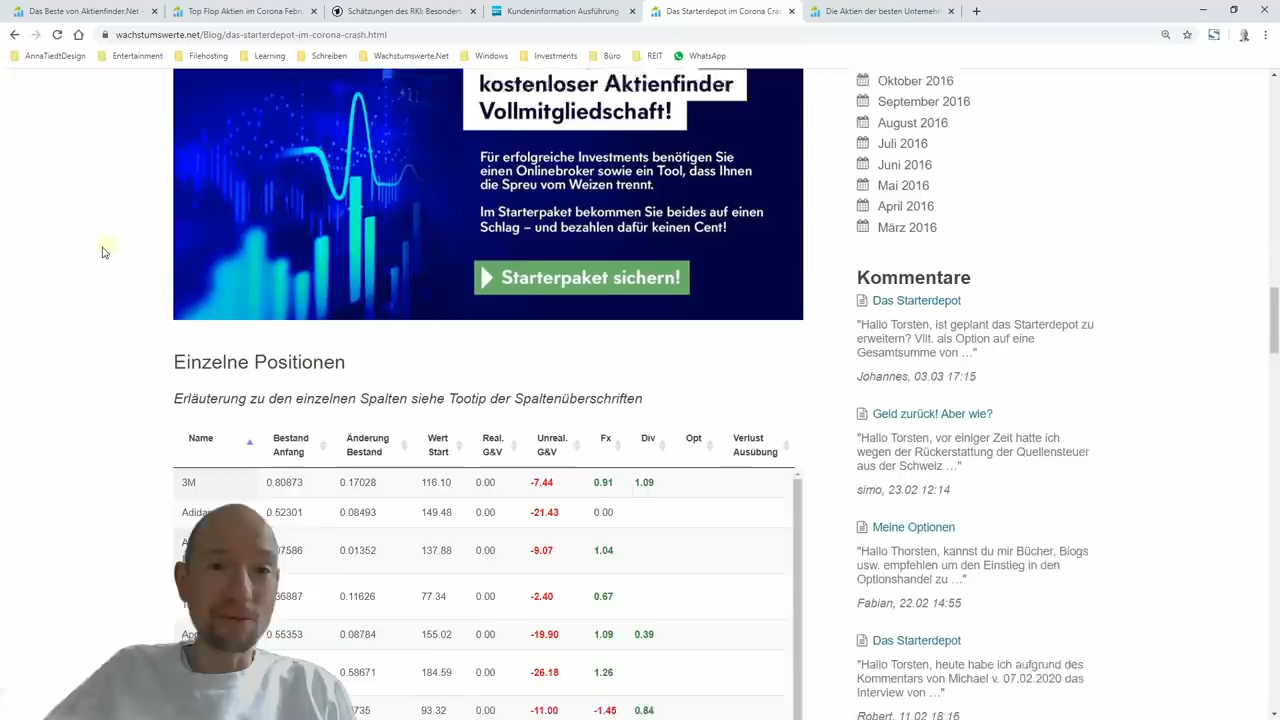 Das Beste von Aktienfinder.Net
Top Flop Aktien im Corona Febru
Schätzungen des RKI: Besonder
Kundeninformation Ausführung
Das Starterdepot im Corona Cra
Die Aktien der besten Unterneh
wachstumswerte.net/Blog/das-starterdepot-im-corona-crash.html
AnnaTiedtDesign
Entertainment
Filehosting
Learning
Schreiben
Wachstumswerte.Net
Windows
Investments
Büro
REIT
WhatsApp
kostenloser Aktienfinder
Vollmitgliedschaft!
Für erfolgreiche Investments benötigen Sie
einen Onlinebroker sowie ein Tool, dass Ihnen
die Spreu vom Weizen trennt.
Im Starterpaket bekommen Sie beides auf einen
Schlag – und bezahlen dafür keinen Cent!
Starterpaket sichern!
Einzelne Positionen
Erläuterung zu den einzelnen Spalten siehe Tootip der Spaltenüberschriften
Name Bestand Anfang Änderung Bestand Wert Start Real. G&V Unreal. G&V Fx Div Opt Verlust Ausübung
3M 0.80873 0.17028 116.10 0.00 -7.44 0.91 1.09
Adidas 0.52301 0.08493 149.48 0.00 -21.43 0.00
7586 0.01352 137.88 0.00 -9.07 1.04
36887 0.11626 77.34 0.00 -2.40 0.67
App 0.55353 0.08784 155.02 0.00 -19.90 1.09 0.39
0.58671 184.59 0.00 -26.18 1.26
735 93.32 0.00 -11.00 -1.45 0.84
Oktober 2016
September 2016
August 2016
Juli 2016
Juni 2016
Mai 2016
April 2016
März 2016
Kommentare
Das Starterdepot
"Hallo Torsten, ist geplant das Starterdepot zu
erweitern? Vllt. als Option auf eine
Gesamtsumme von …"
Johannes, 03.03 17:15
Geld zurück! Aber wie?
"Hallo Torsten, vor einiger Zeit hatte ich
wegen der Rückerstattung der Quellensteuer
aus der Schweiz …"
simo, 23.02 12:14
Meine Optionen
"Hallo Thorsten, kannst du mir Bücher, Blogs
usw. empfehlen um den Einstieg in den
Optionshandel zu …"
Fabian, 22.02 14:55
Das Starterdepot
"Hallo Torsten, heute habe ich aufgrund des
Kommentars von Michael v. 07.02.2020 das
Interview von …"
Robert, 11.02 18:16